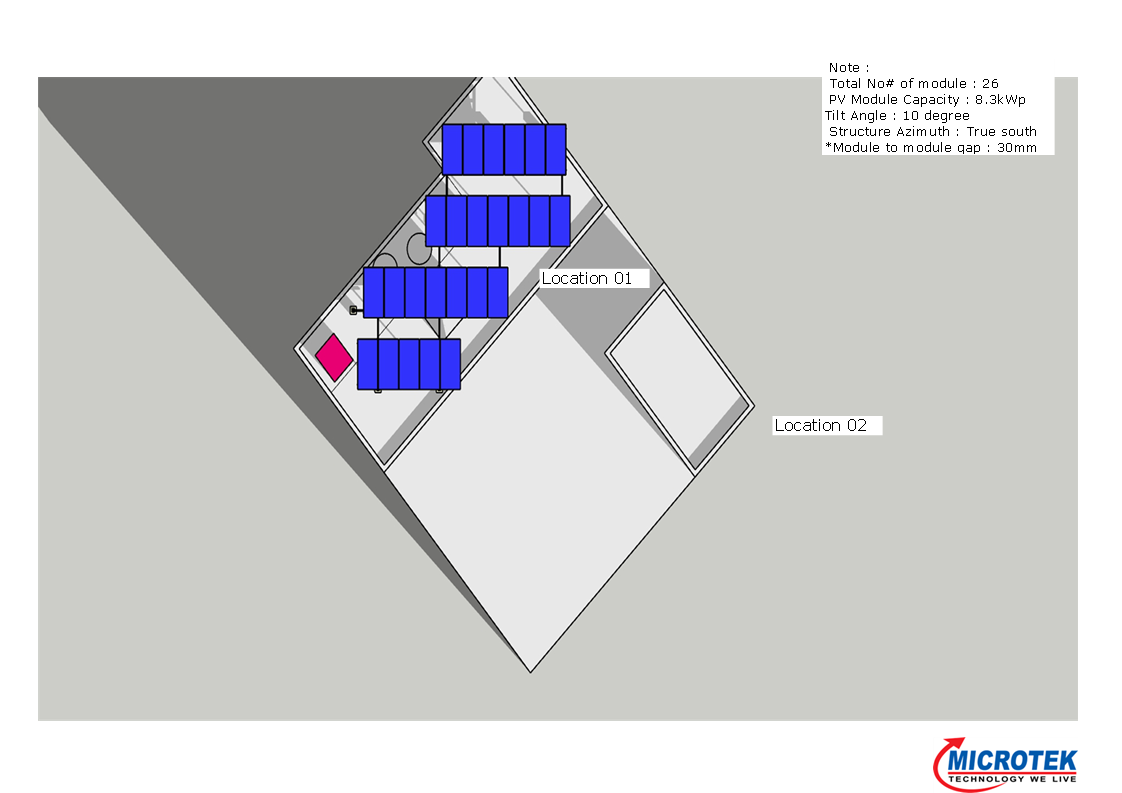 Note :
Total No# of module : 26
PV Module Capacity : 8.3kWp
Tilt Angle : 10 degree
Structure Azimuth : True south
*Module to module gap : 30mm
Location 01
Location 02
MICROTEK
TECHNOLOGY WE LIVE